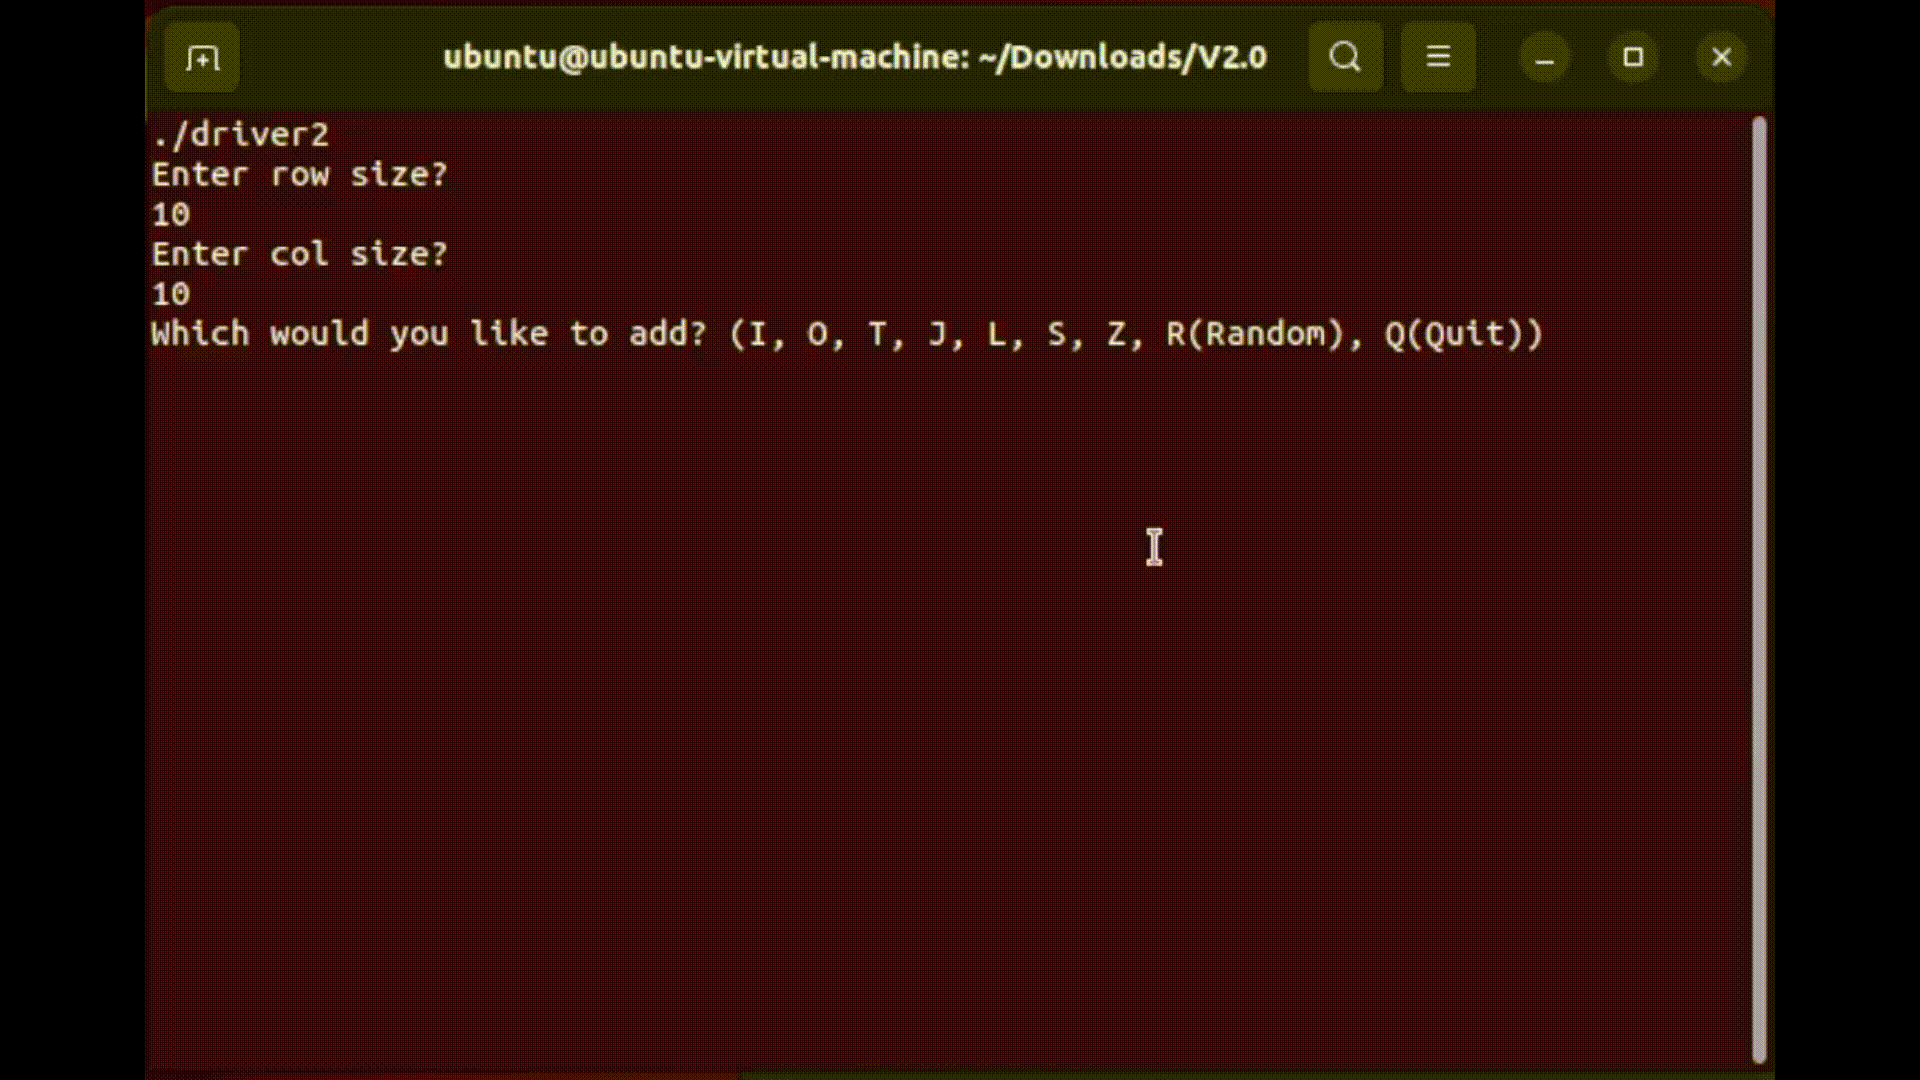 ubuntu@ubuntu-virtual-machine: ~/Downloads/V2.0
./driver2
Enter row size?
10
Enter col size?
10
Which would you like to add? (I, O, T, J, L, S, Z, R(Random), Q(Quit))